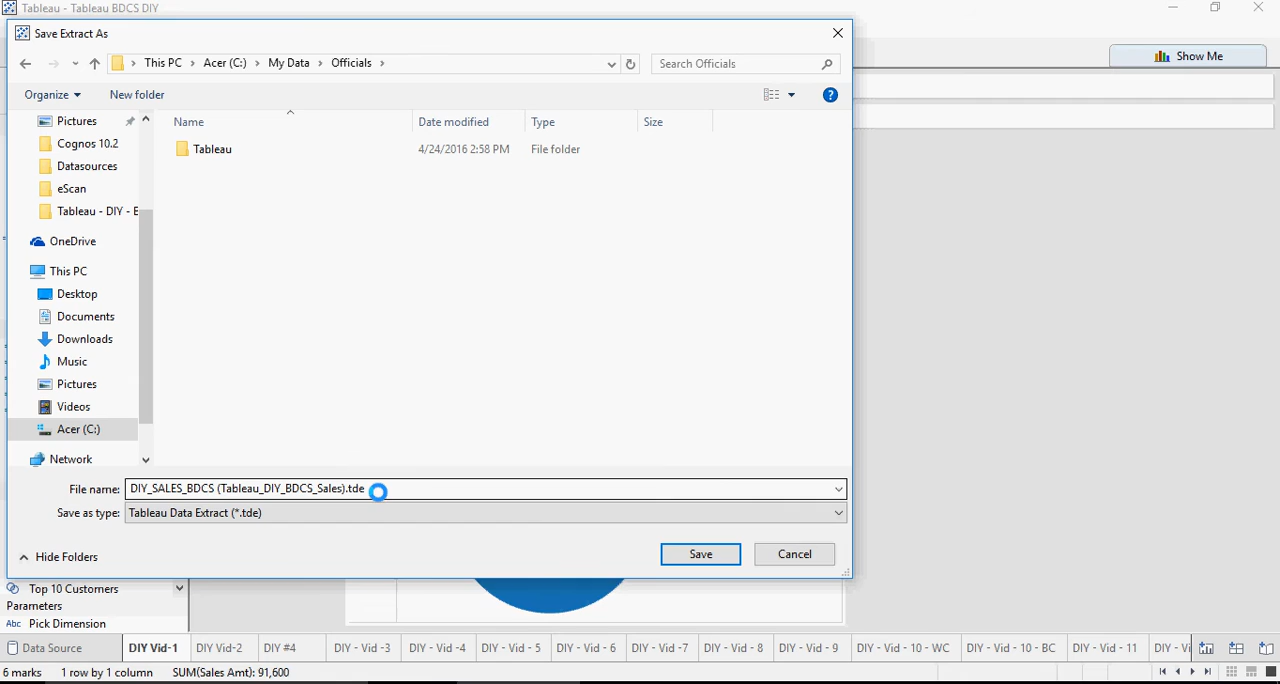 Tableau - Tableau BDCS DIY
Save Extract As
This PC > Acer (C:) > My Data > Officials >
Search Officials
Show Me
Organize
New folder
Name
Date modified
Type
Size
Tableau
4/24/2016 2:58 PM
File folder
Pictures
Cognos 10.2
Datasources
eScan
Tableau - DIY - E
OneDrive
This PC
Desktop
Documents
Downloads
Music
Pictures
Videos
Acer (C:)
Network
File name: DIY_SALES_BDCS (Tableau_DIY_BDCS_Sales).tde
Save as type: Tableau Data Extract (*.tde)
Hide Folders
Save
Cancel
Top 10 Customers
Parameters
Abc Pick Dimension
Data Source
DIY Vid-1
DIY Vid-2
DIY #4
DIY - Vid -3
DIY - Vid -4
DIY - Vid - 5
DIY - Vid - 6
DIY - Vid -7
DIY - Vid - 8
DIY - Vid - 9
DIY - Vid - 10 - WC
DIY - Vid - 10 - BC
DIY - Vid - 11
DIY - Vi
6 marks
1 row by 1 column
SUM(Sales Amt): 91,600